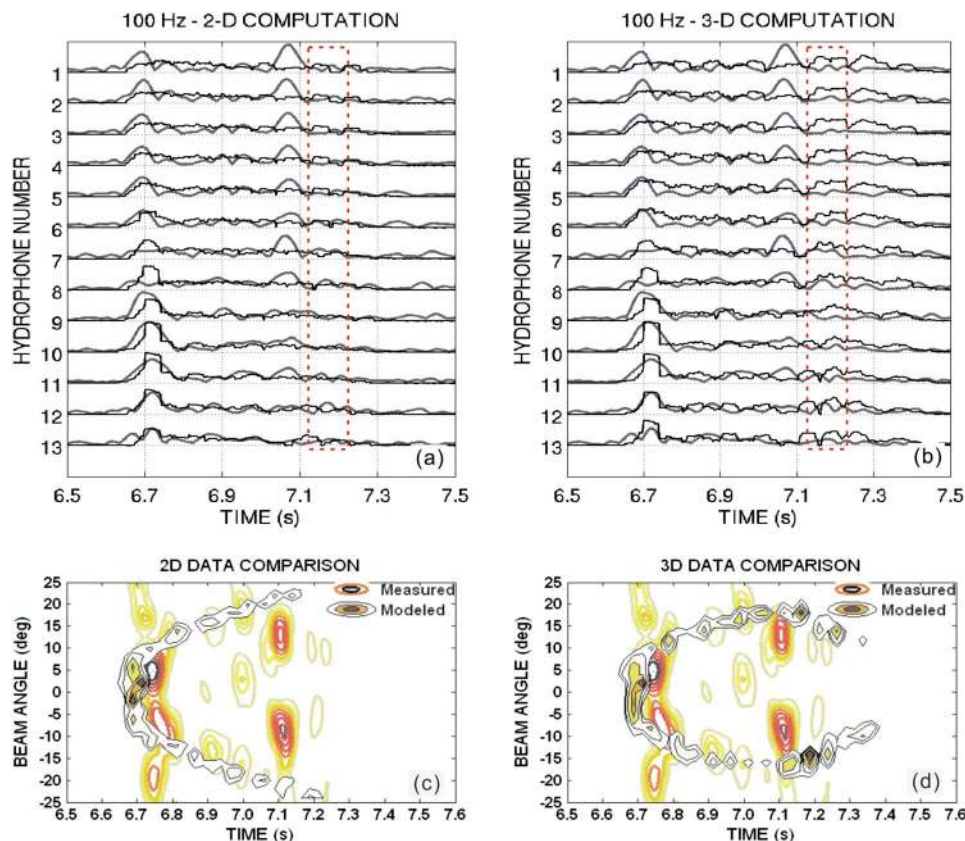 100 Hz - 2-D COMPUTATION
HYDROPHONE NUMBER
1
2
3
4
5
6
7
8
9
10
11
12
13
(a)
6.5 6.7 6.9 7.1 7.3 7.5
TIME (s)
100 Hz - 3-D COMPUTATION
HYDROPHONE NUMBER
1
2
3
4
5
6
7
8
9
10
11
12
13
(b)
6.5 6.7 6.9 7.1 7.3 7.5
TIME (s)
2D DATA COMPARISON
Measured
Modeled
BEAM ANGLE (deg)
25
20
15
10
5
0
-5
-10
-15
-20
-25
(c)
6.5 6.6 6.7 6.8 6.9 7.0 7.1 7.2 7.3 7.4 7.5 7.6
TIME (s)
3D DATA COMPARISON
Measured
Modeled
BEAM ANGLE (deg)
25
20
15
10
5
0
-5
-10
-15
-20
-25
(d)
6.5 6.6 6.7 6.8 6.9 7.0 7.1 7.2 7.3 7.4 7.5 7.6
TIME (s)